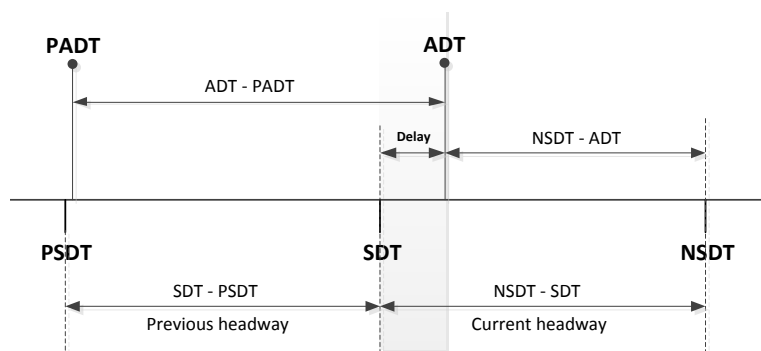 PADT
ADT
ADT - PADT
Delay
NSDT - ADT
PSDT
SDT
NSDT
SDT - PSDT
NSDT - SDT
Previous headway
Current headway